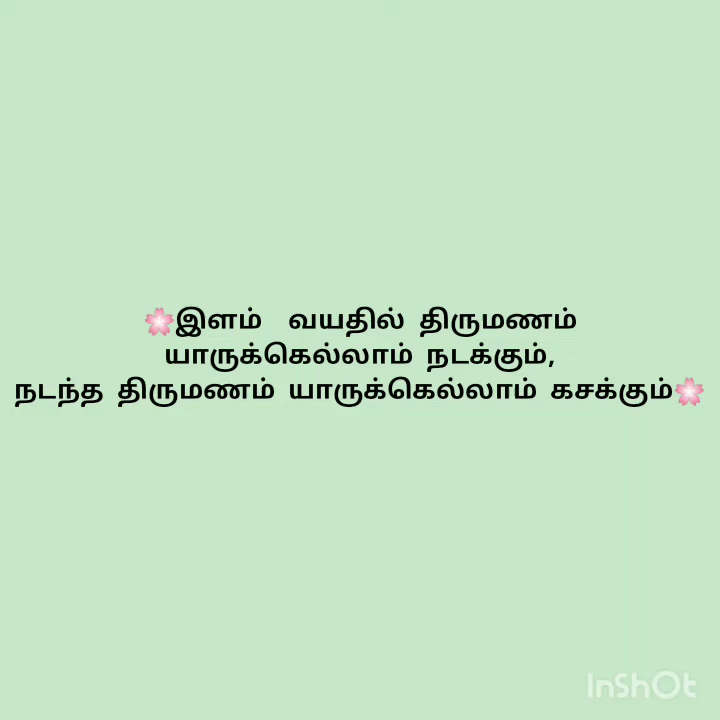 🌸இளம் வயதில் திருமணம்
யாருக்கெல்லாம் நடக்கும்,
நடந்த திருமணம் யாருக்கெல்லாம் கசக்கும்🌸
InShOt